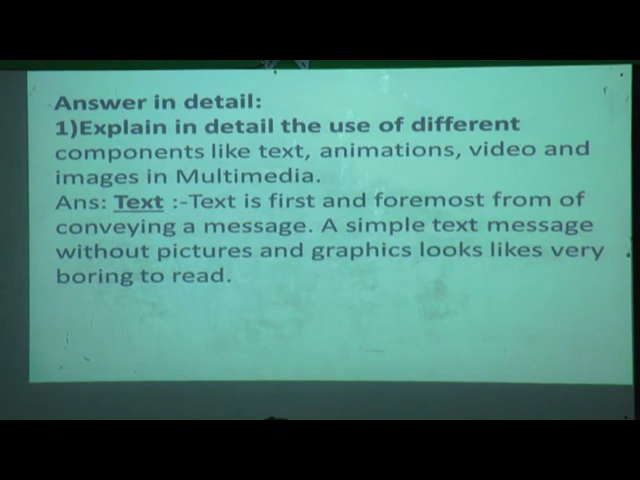 Answer in detail:
1)Explain in detail the use of different
components like text, animations, video and
images in Multimedia.
Ans: Text :-Text is first and foremost from of
conveying a message. A simple text message
without pictures and graphics looks likes very
boring to read.